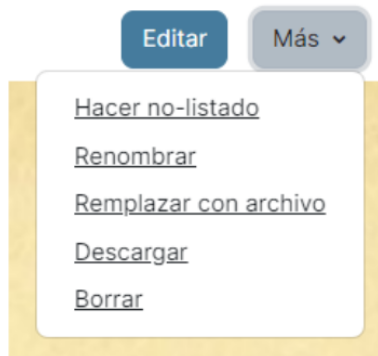 Editar
Más
Hacer no-listado
Renombrar
Remplazar con archivo
Descargar
Borrar